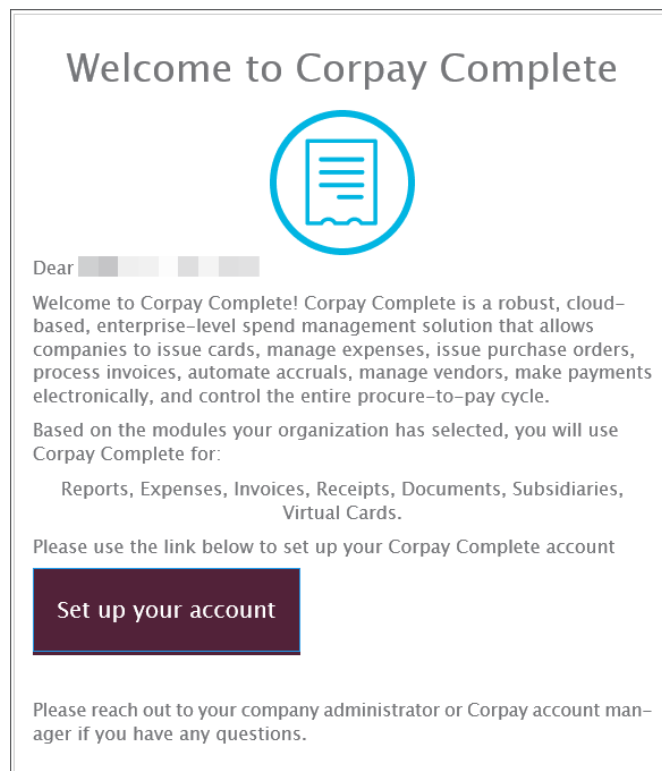 Welcome to Corpay Complete
Dear
Welcome to Corpay Complete! Corpay Complete is a robust, cloud-
based, enterprise-level spend management solution that allows
companies to issue cards, manage expenses, issue purchase orders,
process invoices, automate accruals, manage vendors, make payments
electronically, and control the entire procure-to-pay cycle.
Based on the modules your organization has selected, you will use
Corpay Complete for:
Reports, Expenses, Invoices, Receipts, Documents, Subsidiaries,
Virtual Cards.
Please use the link below to set up your Corpay Complete account
Set up your account
Please reach out to your company administrator or Corpay account man-
ager if you have any questions.